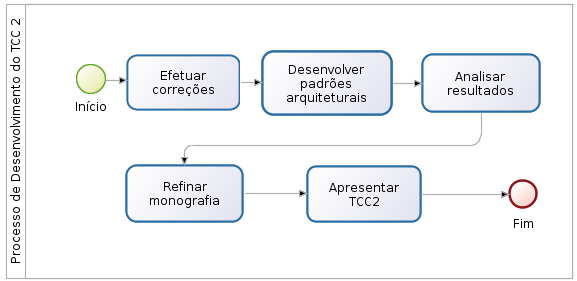 Processo de Desenvolvimento do TCC 2
Início
Efetuar
correções
Desenvolver
padrões
arquiteturais
Analisar
resultados
Refinar
monografia
Apresentar
TCC2
Fim